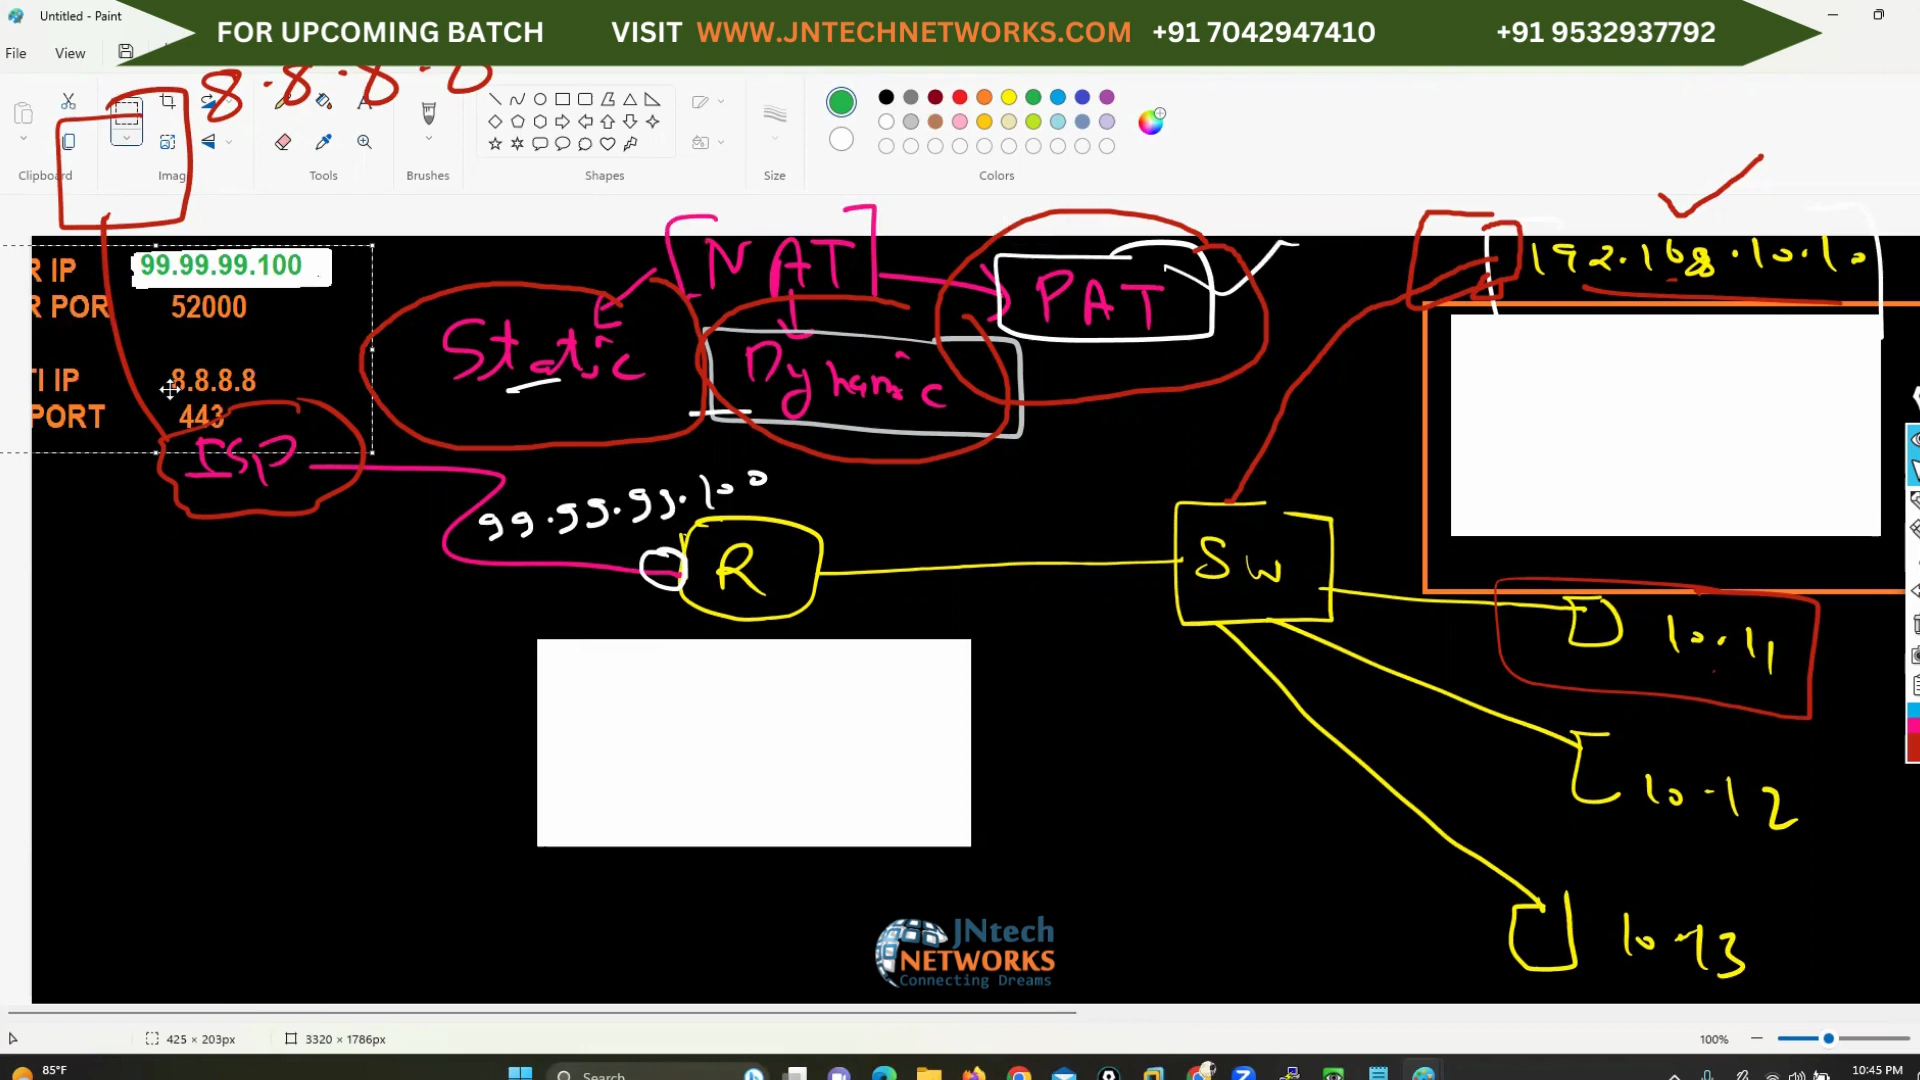 Untitled - Paint
FOR UPCOMING BATCH VISIT WWW.JNTECHNETWORKS.COM +91 7042947410 +91 9532937792
File View
8.8.8.8
Clipboard Image Tools Brushes Shapes Size Colors
R IP 99.99.99.100
R POR 52000
TI IP 8.8.8.8
PORT 443
NAT
PAT
Static
Dynamic
192.168.10.10
ISP
99.99.99.100
R
SW
10.11
10.12
10.13
JNtech
NETWORKS
Connecting Dreams
425 × 203px 3320 × 1786px 100%
85°F Search 10:45 PM